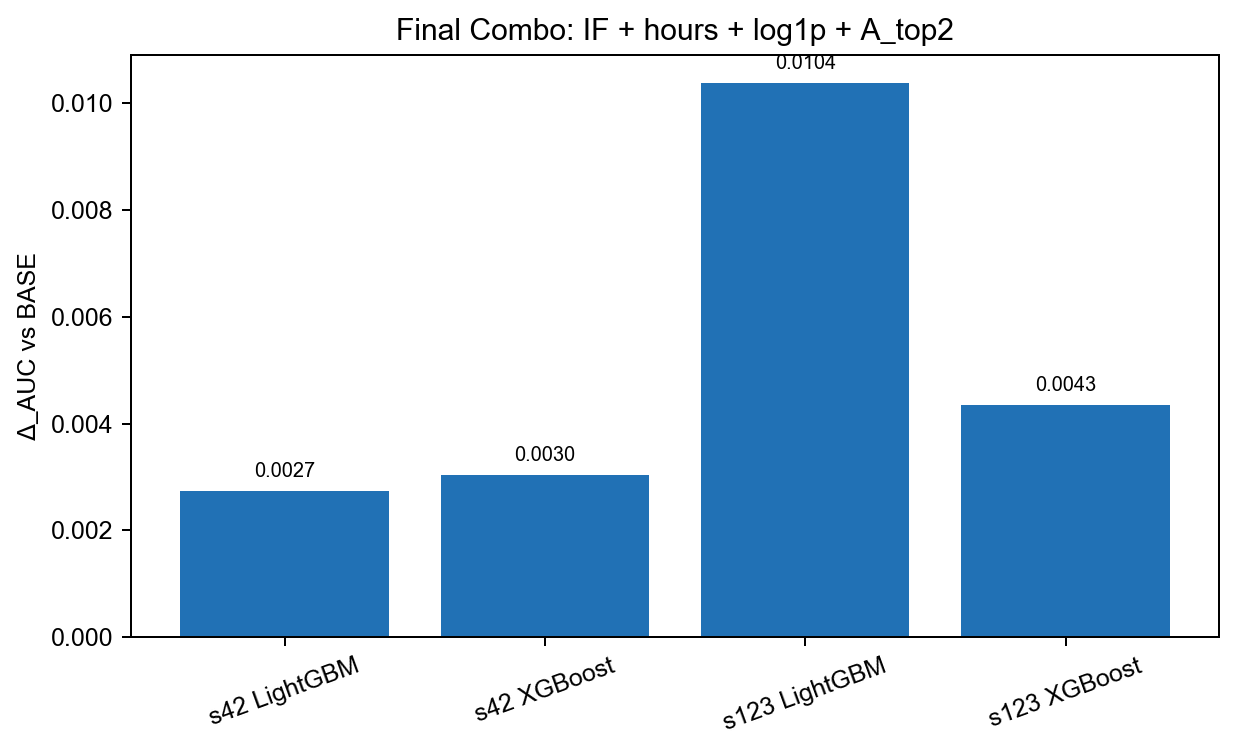 Final Combo: IF + hours + log1p + A_top2
Δ_AUC vs BASE
0.010
0.008
0.006
0.004
0.002
0.000
0.0027
0.0030
0.0104
0.0043
s42 LightGBM
s42 XGBoost
s123 LightGBM
s123 XGBoost